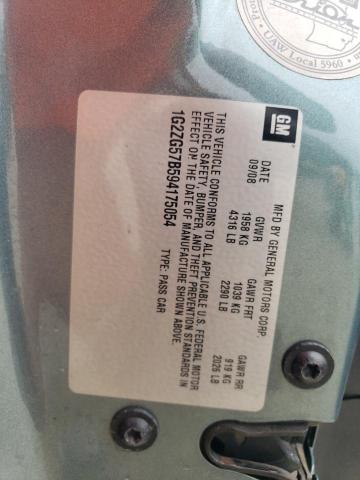 GM
MFD BY GENERAL MOTORS CORP.
DATE GVWR GAWR FRT GAWR RR
09/08 1958 KG 1039 KG 919 KG
4316 LB 2290 LB 2026 LB
THIS VEHICLE CONFORMS TO ALL APPLICABLE U.S. FEDERAL MOTOR
VEHICLE SAFETY, BUMPER, AND THEFT PREVENTION STANDARDS IN
EFFECT ON THE DATE OF MANUFACTURE SHOWN ABOVE.
1G2ZG57B594175054 TYPE: PASS CAR
UAW Local 5960